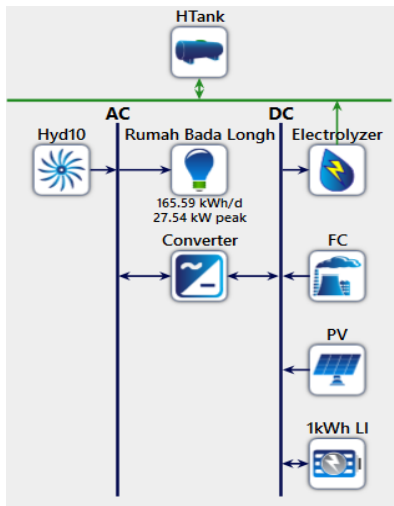 HTank
AC
DC
Hyd10
Rumah Bada Longh
Electrolyzer
165.59 kWh/d
27.54 kW peak
Converter
FC
PV
1kWh LI